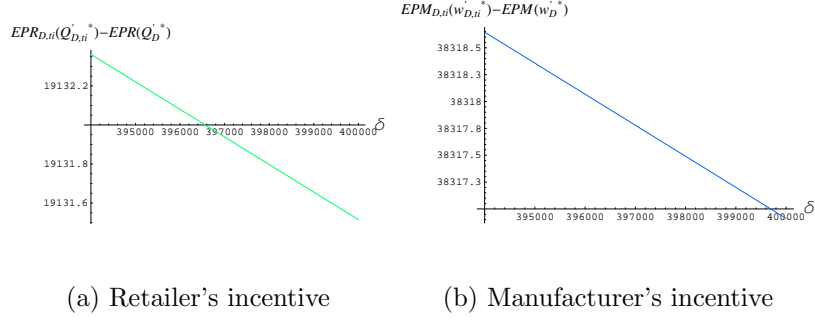 EPR_{D,ti}(Q'_{D,ti}^*)−EPR(Q'_D^*)
19132.2
19131.8
19131.6
395000 396000 397000 398000 399000 400000 δ
(a) Retailer's incentive
EPM_{D,ti}(w'_{D,ti}^*)−EPM(w'_D^*)
38318.5
38318.3
38318
38317.8
38317.5
38317.3
395000 396000 397000 398000 399000 400000 δ
(b) Manufacturer's incentive